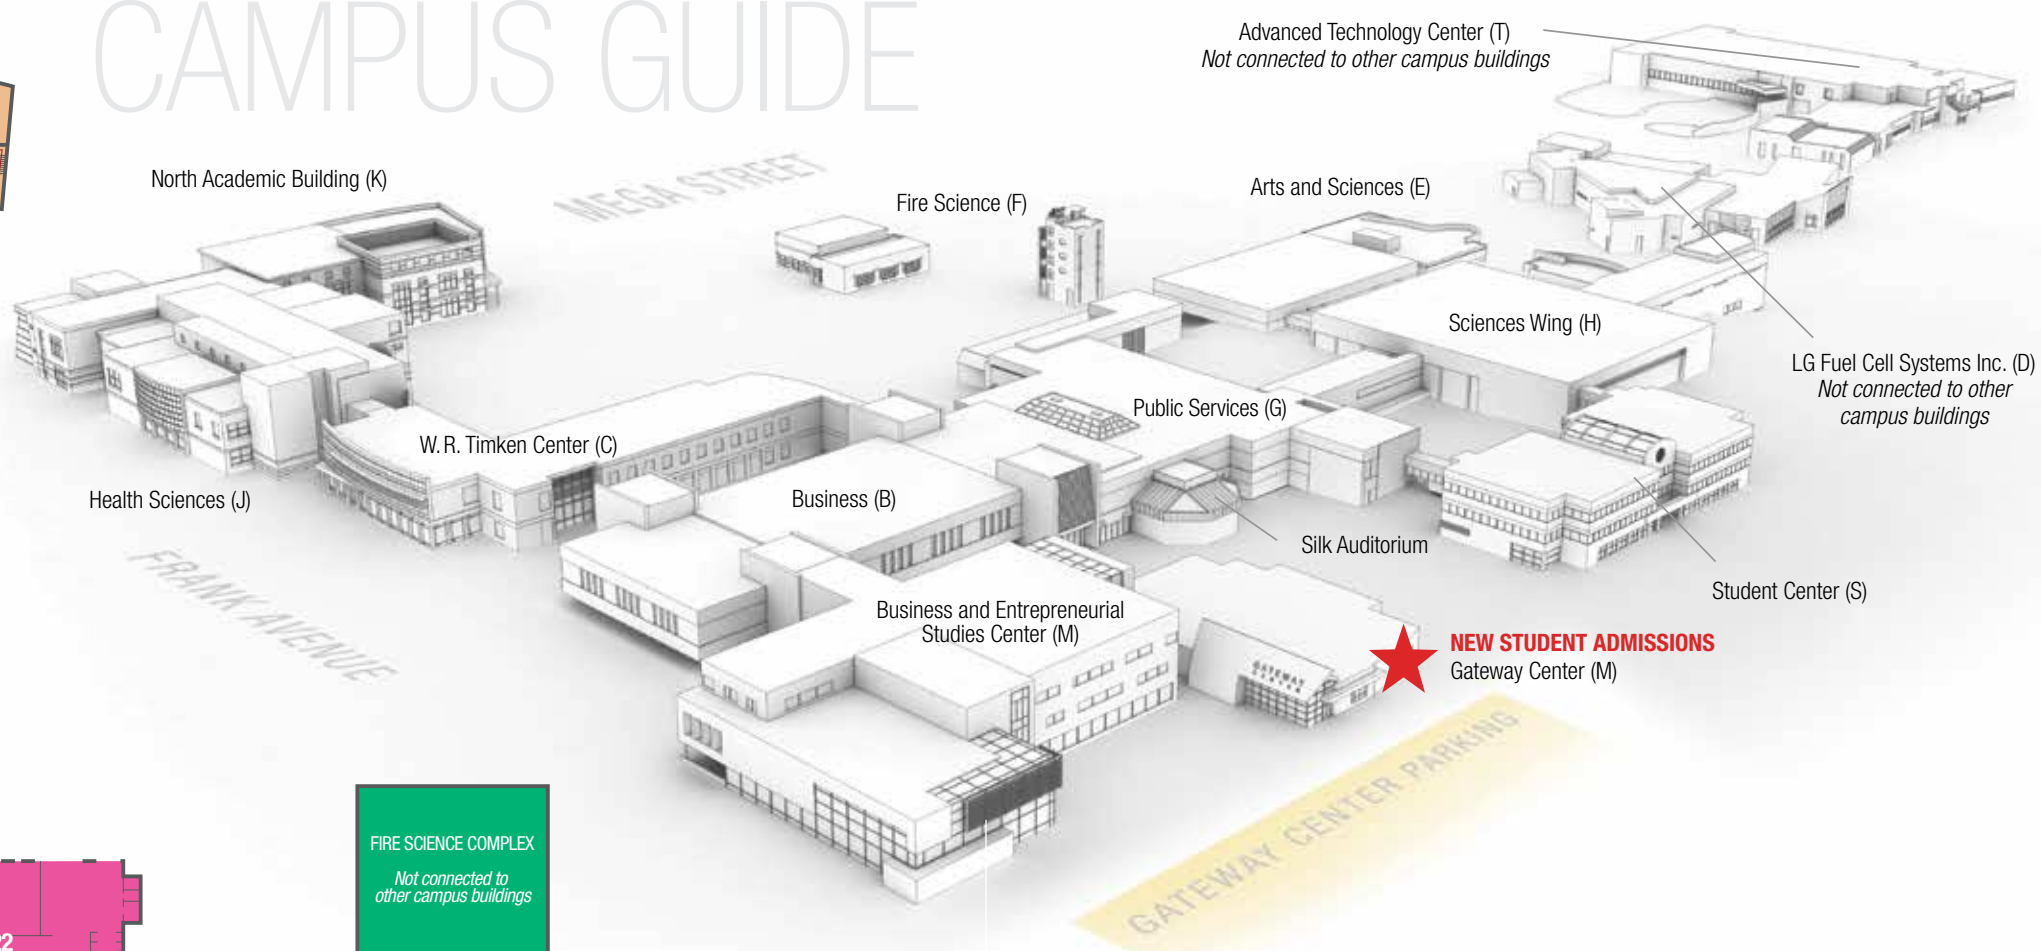 CAMPUS GUIDE
Advanced Technology Center (T)
Not connected to other campus buildings
North Academic Building (K)
MEGA STREET
Fire Science (F)
Arts and Sciences (E)
Sciences Wing (H)
LG Fuel Cell Systems Inc. (D)
Not connected to other
campus buildings
Public Services (G)
W. R. Timken Center (C)
Health Sciences (J)
Business (B)
Silk Auditorium
Student Center (S)
FRANK AVENUE
Business and Entrepreneurial
Studies Center (M)
NEW STUDENT ADMISSIONS
Gateway Center (M)
GATEWAY
CENTER
GATEWAY CENTER PARKING
FIRE SCIENCE COMPLEX
Not connected to
other campus buildings